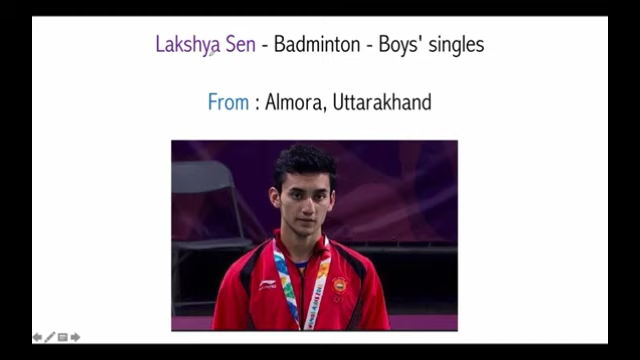 Lakshya Sen - Badminton - Boys' singles
From : Almora, Uttarakhand